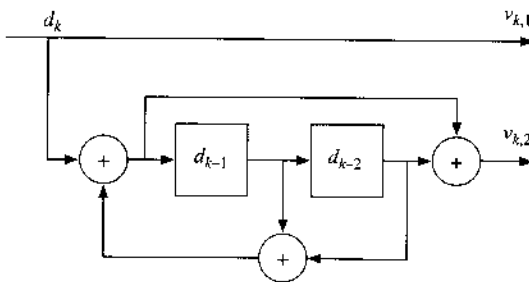 d_k v_{k,1}
+ d_{k-1} d_{k-2} + v_{k,2}
+